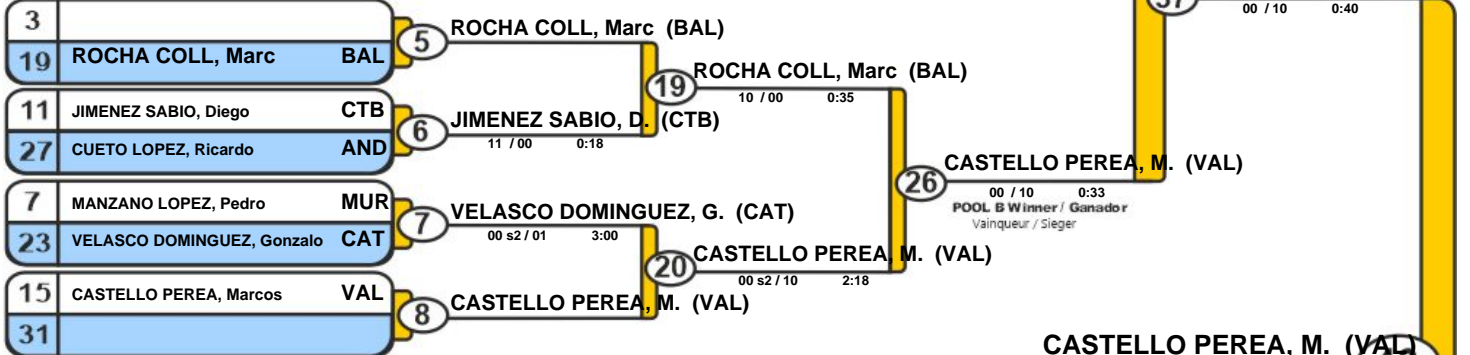 3
19 ROCHA COLL, Marc BAL
11 JIMENEZ SABIO, Diego CTB
27 CUETO LOPEZ, Ricardo AND
7 MANZANO LOPEZ, Pedro MUR
23 VELASCO DOMINGUEZ, Gonzalo CAT
15 CASTELLO PEREA, Marcos VAL
31
5 ROCHA COLL, Marc (BAL)
6 JIMENEZ SABIO, D. (CTB)
11 / 00 0:18
7 VELASCO DOMINGUEZ, G. (CAT)
00 s2 / 01 3:00
8 CASTELLO PEREA, M. (VAL)
19 ROCHA COLL, Marc (BAL)
10 / 00 0:35
20 CASTELLO PEREA, M. (VAL)
00 s2 / 10 2:18
26 CASTELLO PEREA, M. (VAL)
00 / 10 0:33
POOL B Winner / Ganador
Vainqueur / Sieger
37
00 / 10 0:40
CASTELLO PEREA, M. (VAL)